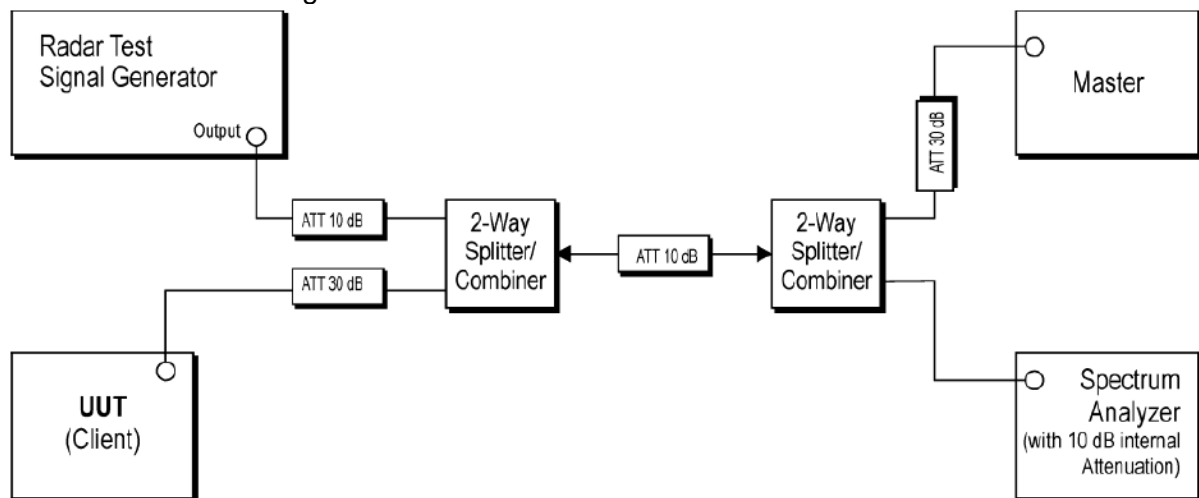 Radar Test
Signal Generator
Output
ATT 10 dB
ATT 30 dB
UUT
(Client)
2-Way
Splitter/
Combiner
ATT 10 dB
2-Way
Splitter/
Combiner
ATT 30 dB
Master
Spectrum
Analyzer
(with 10 dB internal
Attenuation)